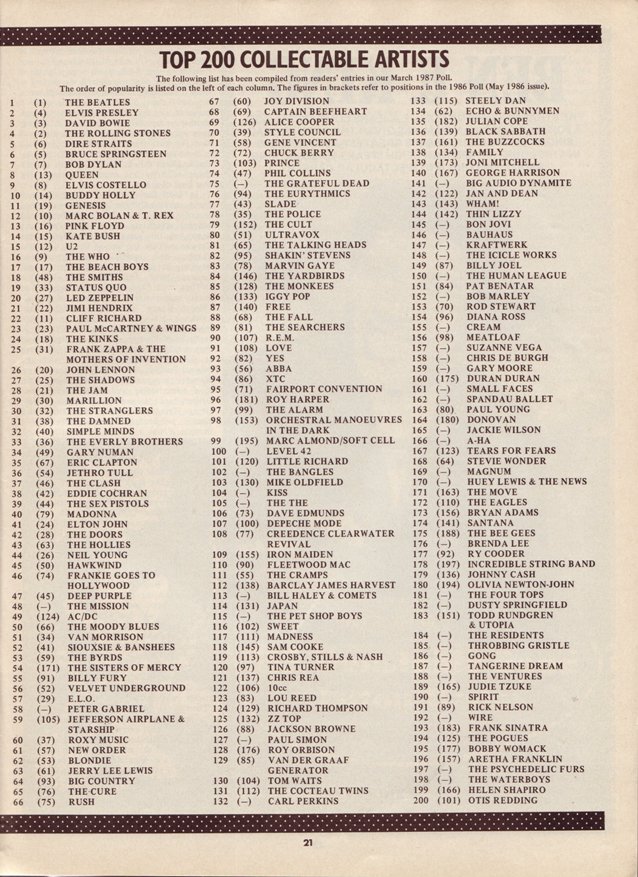 TOP 200 COLLECTABLE ARTISTS
The following list has been compiled from readers' entries in our March 1987 Poll.
The order of popularity is listed on the left of each column. The figures in brackets refer to positions in the 1986 Poll (May 1986 issue).
1 (1) THE BEATLES
2 (4) ELVIS PRESLEY
3 (3) DAVID BOWIE
4 (2) THE ROLLING STONES
5 (6) DIRE STRAITS
6 (5) BRUCE SPRINGSTEEN
7 (7) BOB DYLAN
8 (13) QUEEN
9 (8) ELVIS COSTELLO
10 (14) BUDDY HOLLY
11 (19) GENESIS
12 (10) MARC BOLAN & T. REX
13 (16) PINK FLOYD
14 (15) KATE BUSH
15 (12) U2
16 (9) THE WHO
17 (17) THE BEACH BOYS
18 (48) THE SMITHS
19 (33) STATUS QUO
20 (27) LED ZEPPELIN
21 (22) JIMI HENDRIX
22 (11) CLIFF RICHARD
23 (23) PAUL McCARTNEY & WINGS
24 (18) THE KINKS
25 (31) FRANK ZAPPA & THE
MOTHERS OF INVENTION
26 (20) JOHN LENNON
27 (25) THE SHADOWS
28 (21) THE JAM
29 (30) MARILLION
30 (32) THE STRANGLERS
31 (38) THE DAMNED
32 (40) SIMPLE MINDS
33 (36) THE EVERLY BROTHERS
34 (49) GARY NUMAN
35 (67) ERIC CLAPTON
36 (54) JETHRO TULL
37 (46) THE CLASH
38 (42) EDDIE COCHRAN
39 (44) THE SEX PISTOLS
40 (79) MADONNA
41 (24) ELTON JOHN
42 (28) THE DOORS
43 (63) THE HOLLIES
44 (26) NEIL YOUNG
45 (50) HAWKWIND
46 (74) FRANKIE GOES TO
HOLLYWOOD
47 (45) DEEP PURPLE
48 (—) THE MISSION
49 (124) AC/DC
50 (66) THE MOODY BLUES
51 (34) VAN MORRISON
52 (41) SIOUXSIE & BANSHEES
53 (59) THE BYRDS
54 (171) THE SISTERS OF MERCY
55 (91) BILLY FURY
56 (52) VELVET UNDERGROUND
57 (29) E.L.O.
58 (—) PETER GABRIEL
59 (105) JEFFERSON AIRPLANE &
STARSHIP
60 (37) ROXY MUSIC
61 (57) NEW ORDER
62 (53) BLONDIE
63 (61) JERRY LEE LEWIS
64 (93) BIG COUNTRY
65 (76) THE CURE
66 (75) RUSH
67 (60) JOY DIVISION
68 (69) CAPTAIN BEEFHEART
69 (126) ALICE COOPER
70 (39) STYLE COUNCIL
71 (58) GENE VINCENT
72 (72) CHUCK BERRY
73 (103) PRINCE
74 (47) PHIL COLLINS
75 (—) THE GRATEFUL DEAD
76 (94) THE EURYTHMICS
77 (43) SLADE
78 (35) THE POLICE
79 (152) THE CULT
80 (51) ULTRAVOX
81 (65) THE TALKING HEADS
82 (95) SHAKIN' STEVENS
83 (78) MARVIN GAYE
84 (146) THE YARDBIRDS
85 (128) THE MONKEES
86 (133) IGGY POP
87 (140) FREE
88 (68) THE FALL
89 (81) THE SEARCHERS
90 (107) R.E.M.
91 (108) LOVE
92 (82) YES
93 (56) ABBA
94 (86) XTC
95 (71) FAIRPORT CONVENTION
96 (181) ROY HARPER
97 (99) THE ALARM
98 (153) ORCHESTRAL MANOEUVRES
IN THE DARK
99 (195) MARC ALMOND/SOFT CELL
100 (—) LEVEL 42
101 (120) LITTLE RICHARD
102 (—) THE BANGLES
103 (130) MIKE OLDFIELD
104 (—) KISS
105 (—) THE THE
106 (73) DAVE EDMUNDS
107 (100) DEPECHE MODE
108 (77) CREEDENCE CLEARWATER
REVIVAL
109 (155) IRON MAIDEN
110 (90) FLEETWOOD MAC
111 (55) THE CRAMPS
112 (138) BARCLAY JAMES HARVEST
113 (—) BILL HALEY & COMETS
114 (131) JAPAN
115 (—) THE PET SHOP BOYS
116 (102) SWEET
117 (111) MADNESS
118 (145) SAM COOKE
119 (113) CROSBY, STILLS & NASH
120 (97) TINA TURNER
121 (137) CHRIS REA
122 (106) 10cc
123 (83) LOU REED
124 (129) RICHARD THOMPSON
125 (132) ZZ TOP
126 (88) JACKSON BROWNE
127 (—) PAUL SIMON
128 (176) ROY ORBISON
129 (85) VAN DER GRAAF
GENERATOR
130 (104) TOM WAITS
131 (112) THE COCTEAU TWINS
132 (—) CARL PERKINS
133 (115) STEELY DAN
134 (62) ECHO & BUNNYMEN
135 (182) JULIAN COPE
136 (139) BLACK SABBATH
137 (161) THE BUZZCOCKS
138 (134) FAMILY
139 (173) JONI MITCHELL
140 (167) GEORGE HARRISON
141 (—) BIG AUDIO DYNAMITE
142 (122) JAN AND DEAN
143 (143) WHAM!
144 (142) THIN LIZZY
145 (—) BON JOVI
146 (—) BAUHAUS
147 (—) KRAFTWERK
148 (—) THE ICICLE WORKS
149 (87) BILLY JOEL
150 (—) THE HUMAN LEAGUE
151 (84) PAT BENATAR
152 (—) BOB MARLEY
153 (70) ROD STEWART
154 (96) DIANA ROSS
155 (—) CREAM
156 (98) MEATLOAF
157 (—) SUZANNE VEGA
158 (—) CHRIS DE BURGH
159 (—) GARY MOORE
160 (175) DURAN DURAN
161 (—) SMALL FACES
162 (—) SPANDAU BALLET
163 (80) PAUL YOUNG
164 (180) DONOVAN
165 (—) JACKIE WILSON
166 (—) A-HA
167 (123) TEARS FOR FEARS
168 (64) STEVIE WONDER
169 (—) MAGNUM
170 (—) HUEY LEWIS & THE NEWS
171 (163) THE MOVE
172 (110) THE EAGLES
173 (156) BRYAN ADAMS
174 (141) SANTANA
175 (188) THE BEE GEES
176 (—) BRENDA LEE
177 (92) RY COODER
178 (197) INCREDIBLE STRING BAND
179 (136) JOHNNY CASH
180 (194) OLIVIA NEWTON-JOHN
181 (—) THE FOUR TOPS
182 (—) DUSTY SPRINGFIELD
183 (151) TODD RUNDGREN
& UTOPIA
184 (—) THE RESIDENTS
185 (—) THROBBING GRISTLE
186 (—) GONG
187 (—) TANGERINE DREAM
188 (—) THE VENTURES
189 (165) JUDIE TZUKE
190 (—) SPIRIT
191 (89) RICK NELSON
192 (—) WIRE
193 (183) FRANK SINATRA
194 (125) THE POGUES
195 (177) BOBBY WOMACK
196 (157) ARETHA FRANKLIN
197 (—) THE PSYCHEDELIC FURS
198 (—) THE WATERBOYS
199 (166) HELEN SHAPIRO
200 (101) OTIS REDDING
21